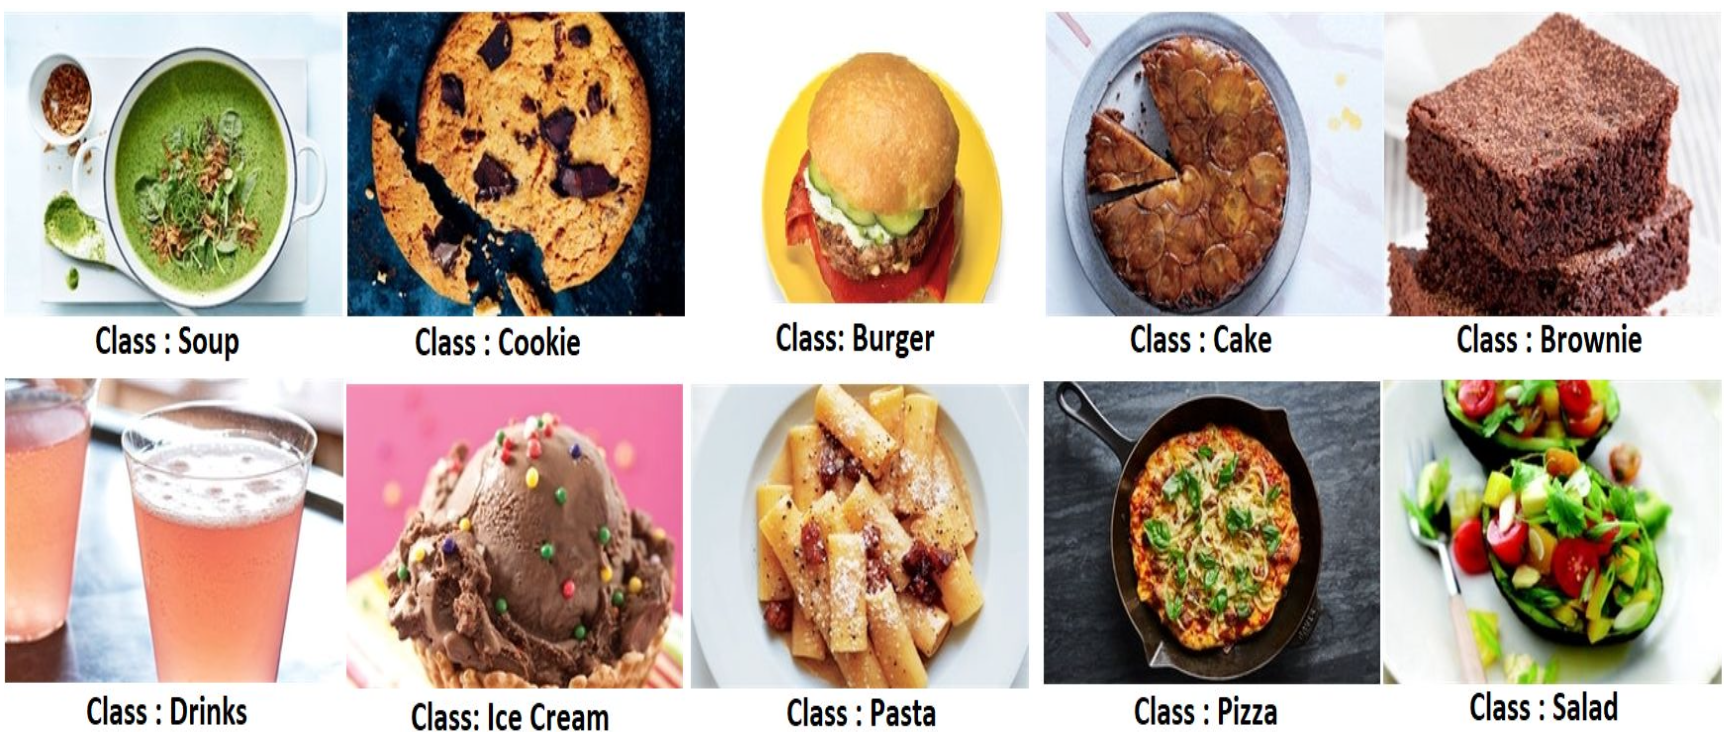 Class : Soup
Class : Cookie
Class: Burger
Class : Cake
Class : Brownie
Class : Drinks
Class: Ice Cream
Class : Pasta
Class : Pizza
Class : Salad